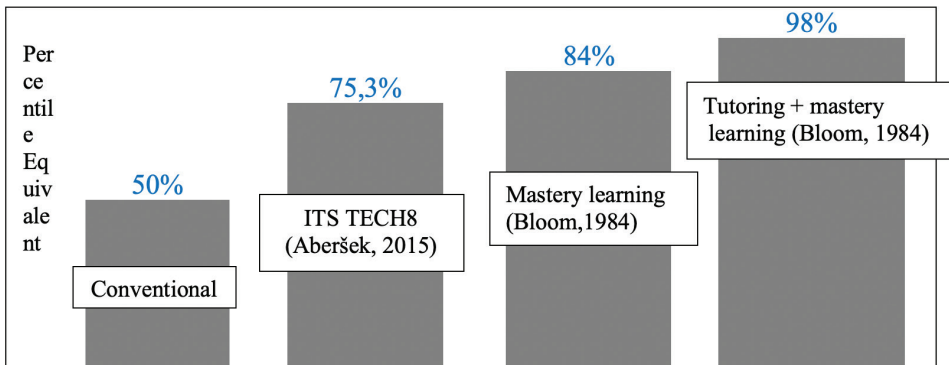 Per
ce
ntil
e
Eq
uiv
ale
nt
50%
Conventional
75,3%
ITS TECH8
(Aberšek, 2015)
84%
Mastery learning
(Bloom,1984)
98%
Tutoring + mastery
learning (Bloom, 1984)